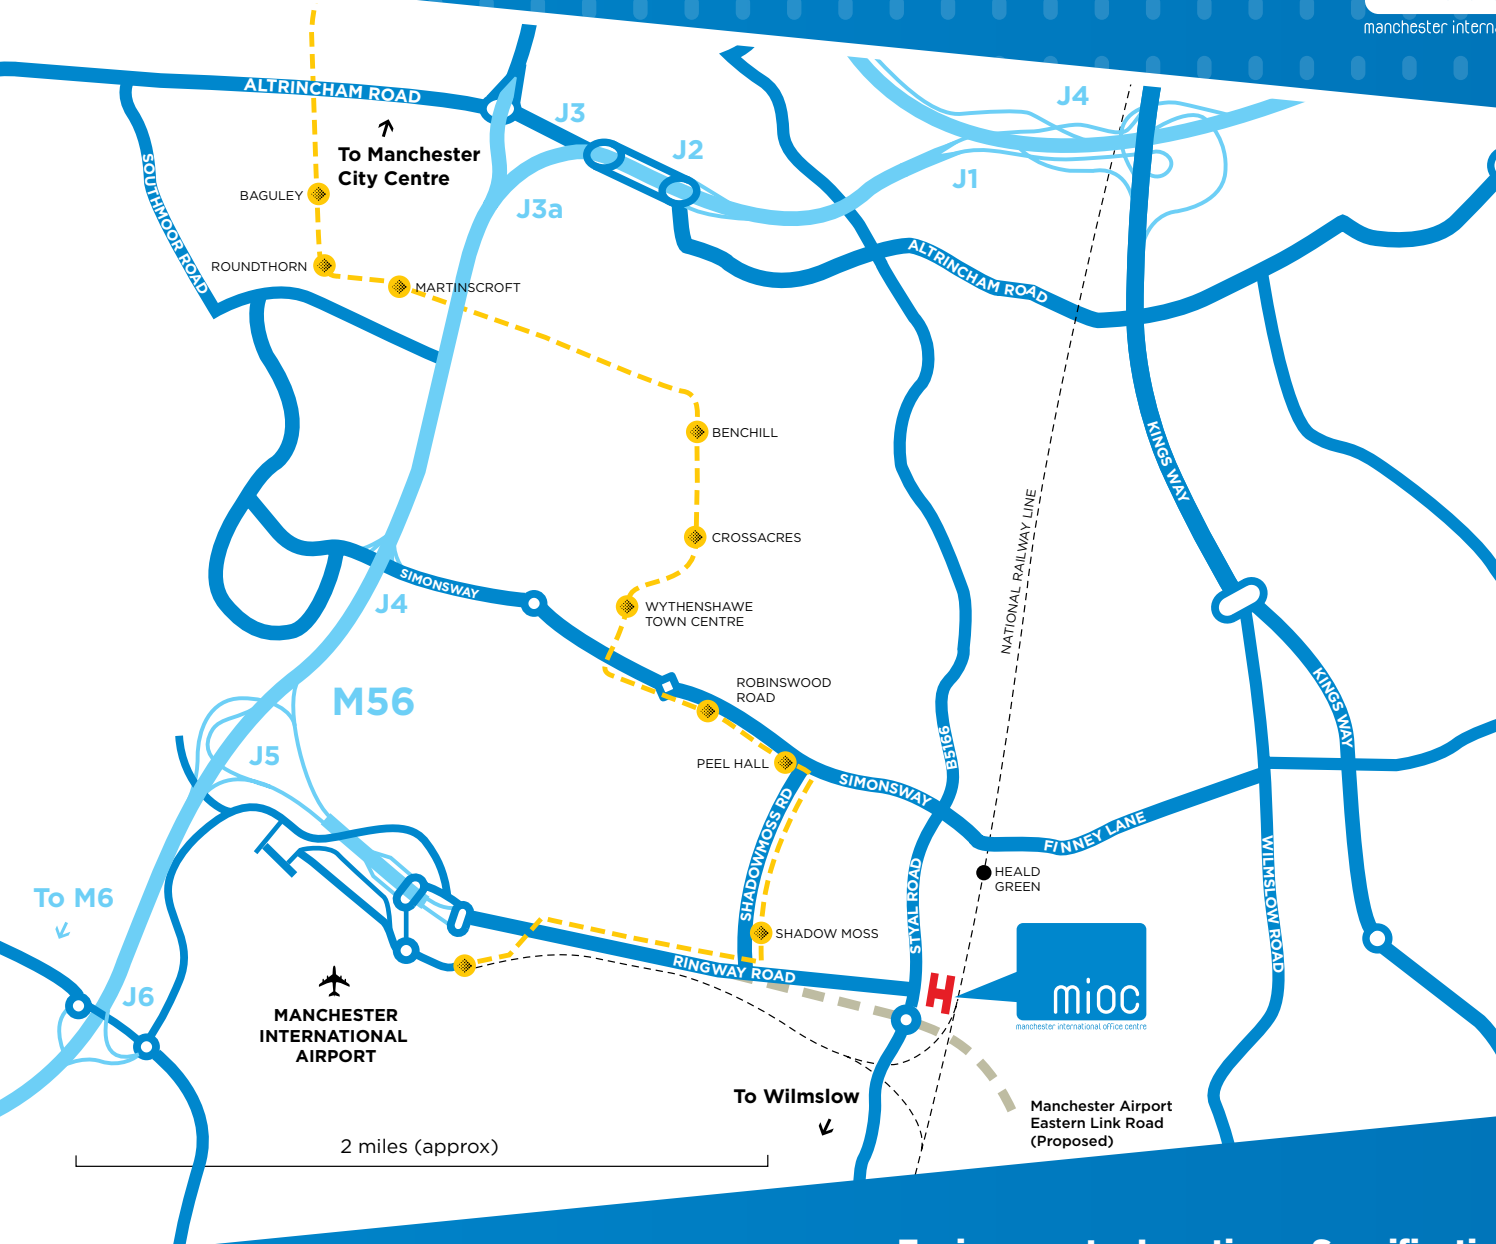 manchester interna
J4
ALTRINCHAM ROAD
J3
To Manchester
City Centre
J2
SOUTHMOOR ROAD
BAGULEY
J1
J3a
ROUNDTHORN
MARTINSCROFT
ALTRINCHAM ROAD
BENCHILL
KINGS WAY
CROSSACRES
NATIONAL RAILWAY LINE
SIMONSWAY
J4
WYTHENSHAWE
TOWN CENTRE
M56
ROBINSWOOD
ROAD
KINGS WAY
J5
B5166
PEEL HALL
SIMONSWAY
SHADOWMOSS RD
FINNEY LANE
HEALD
GREEN
To M6
STYAL ROAD
WILMSLOW ROAD
SHADOW MOSS
RINGWAY ROAD
J6
MANCHESTER
INTERNATIONAL
AIRPORT
mioc
manchester international office centre
To Wilmslow
Manchester Airport
Eastern Link Road
(Proposed)
2 miles (approx)